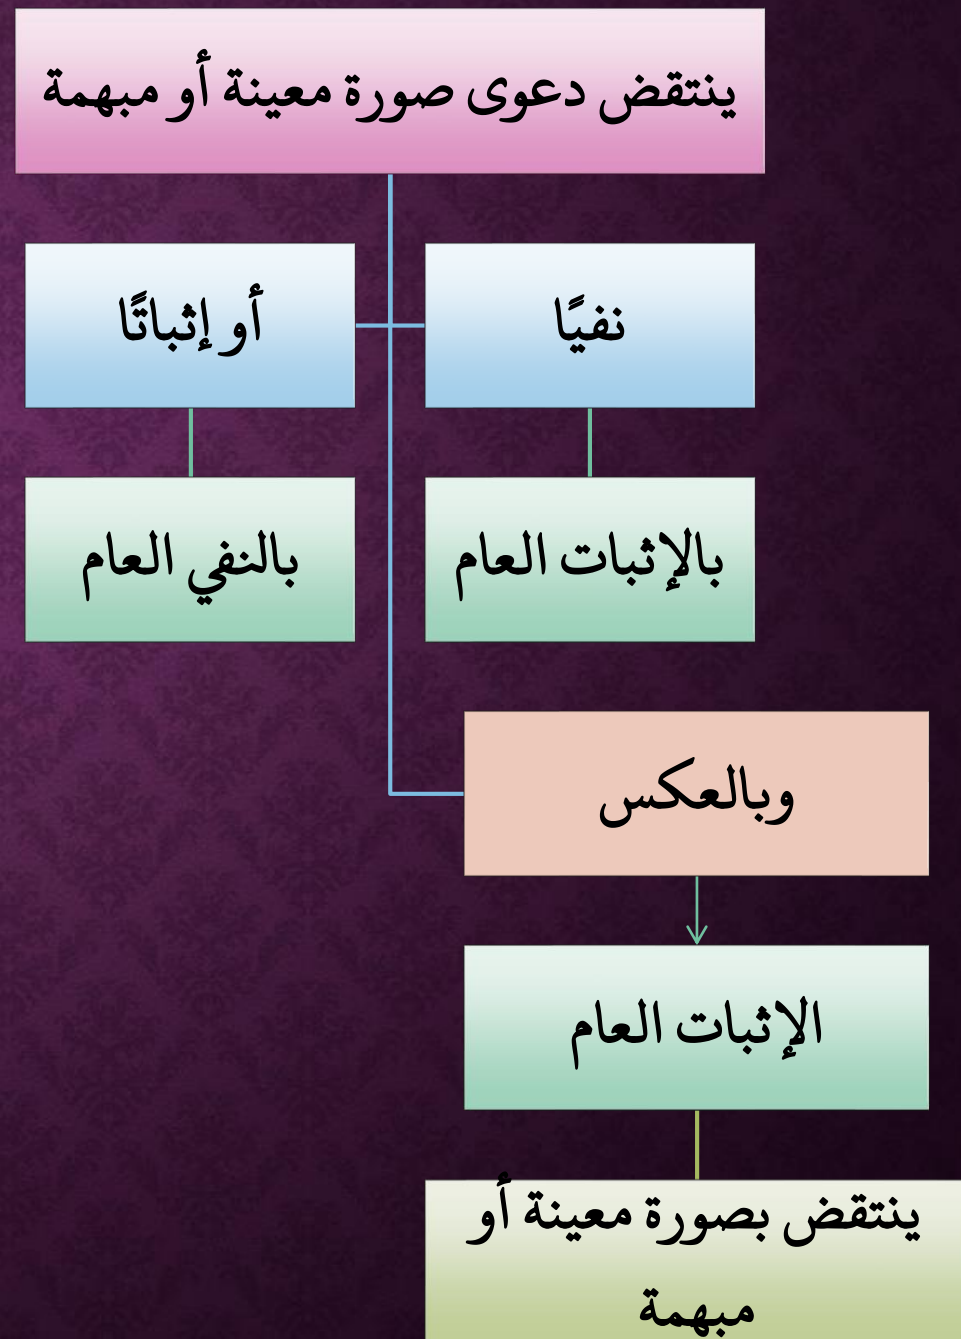 ينتقض دعوى صورة معينة أو مبهمة
نفيًا
أو إثباتًا
بالإثبات العام
بالنفي العام
وبالعكس
الإثبات العام
ينتقض بصورة معينة أو
مبهمة